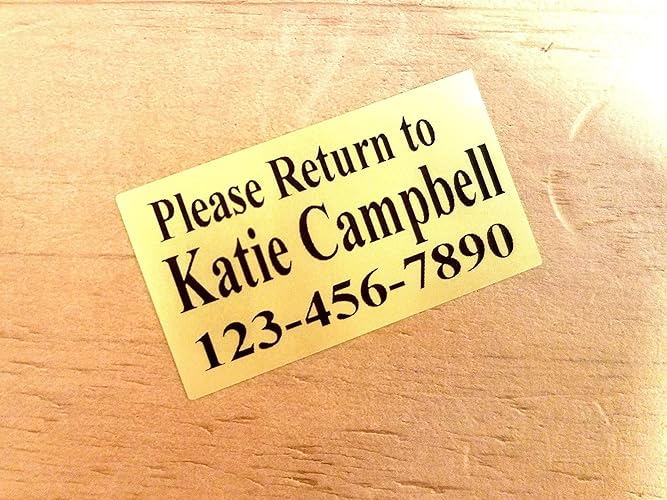 Please Return to
Katie Campbell
123-456-7890